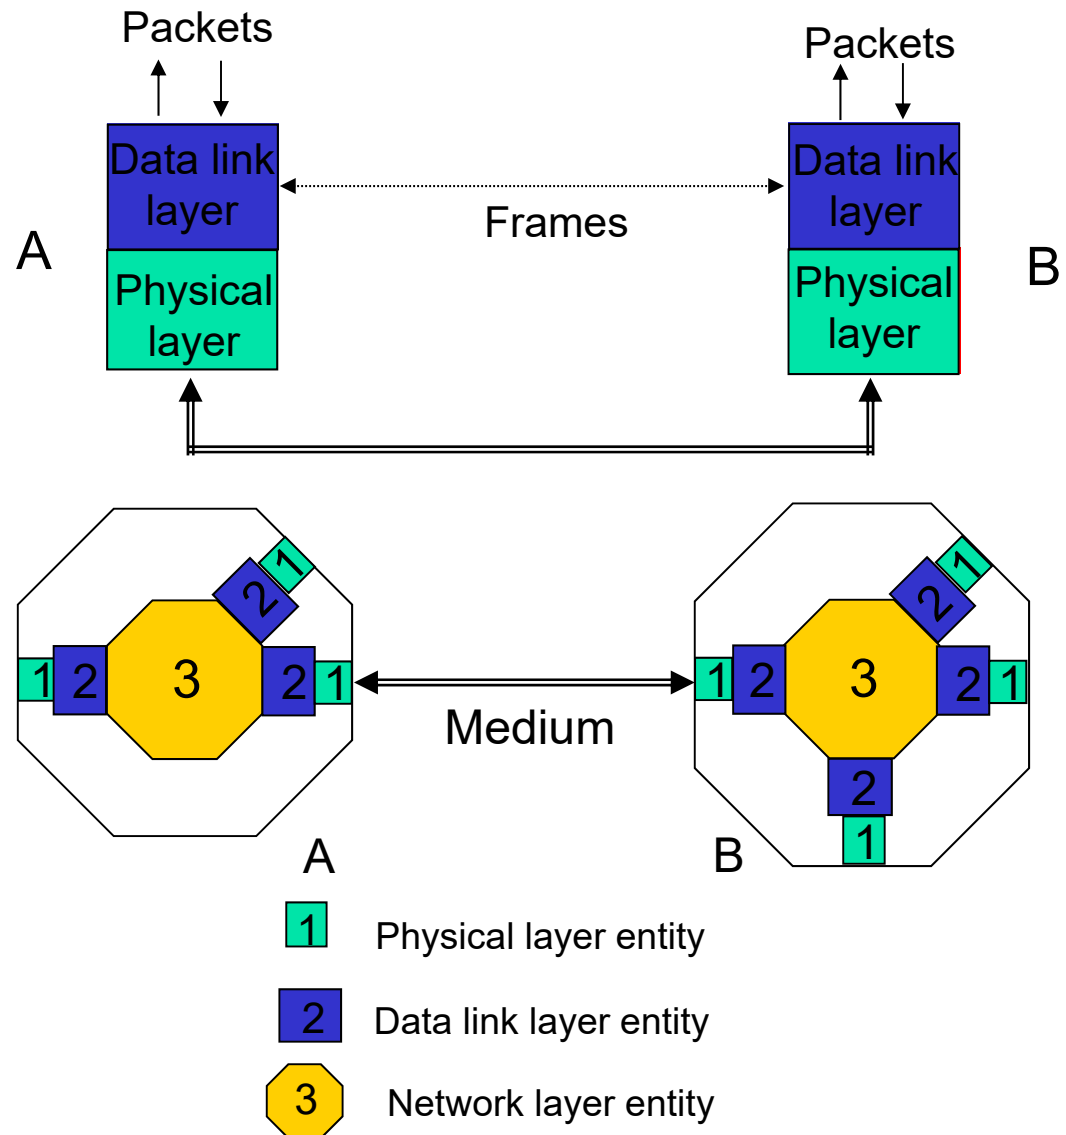 Packets
Packets
Data link
layer
Data link
layer
Frames
A
B
Physical
layer
Physical
layer
1
2
1
2
1
2
3
2
1
1
2
3
2
1
Medium
2
1
A
B
1 Physical layer entity
2 Data link layer entity
3 Network layer entity